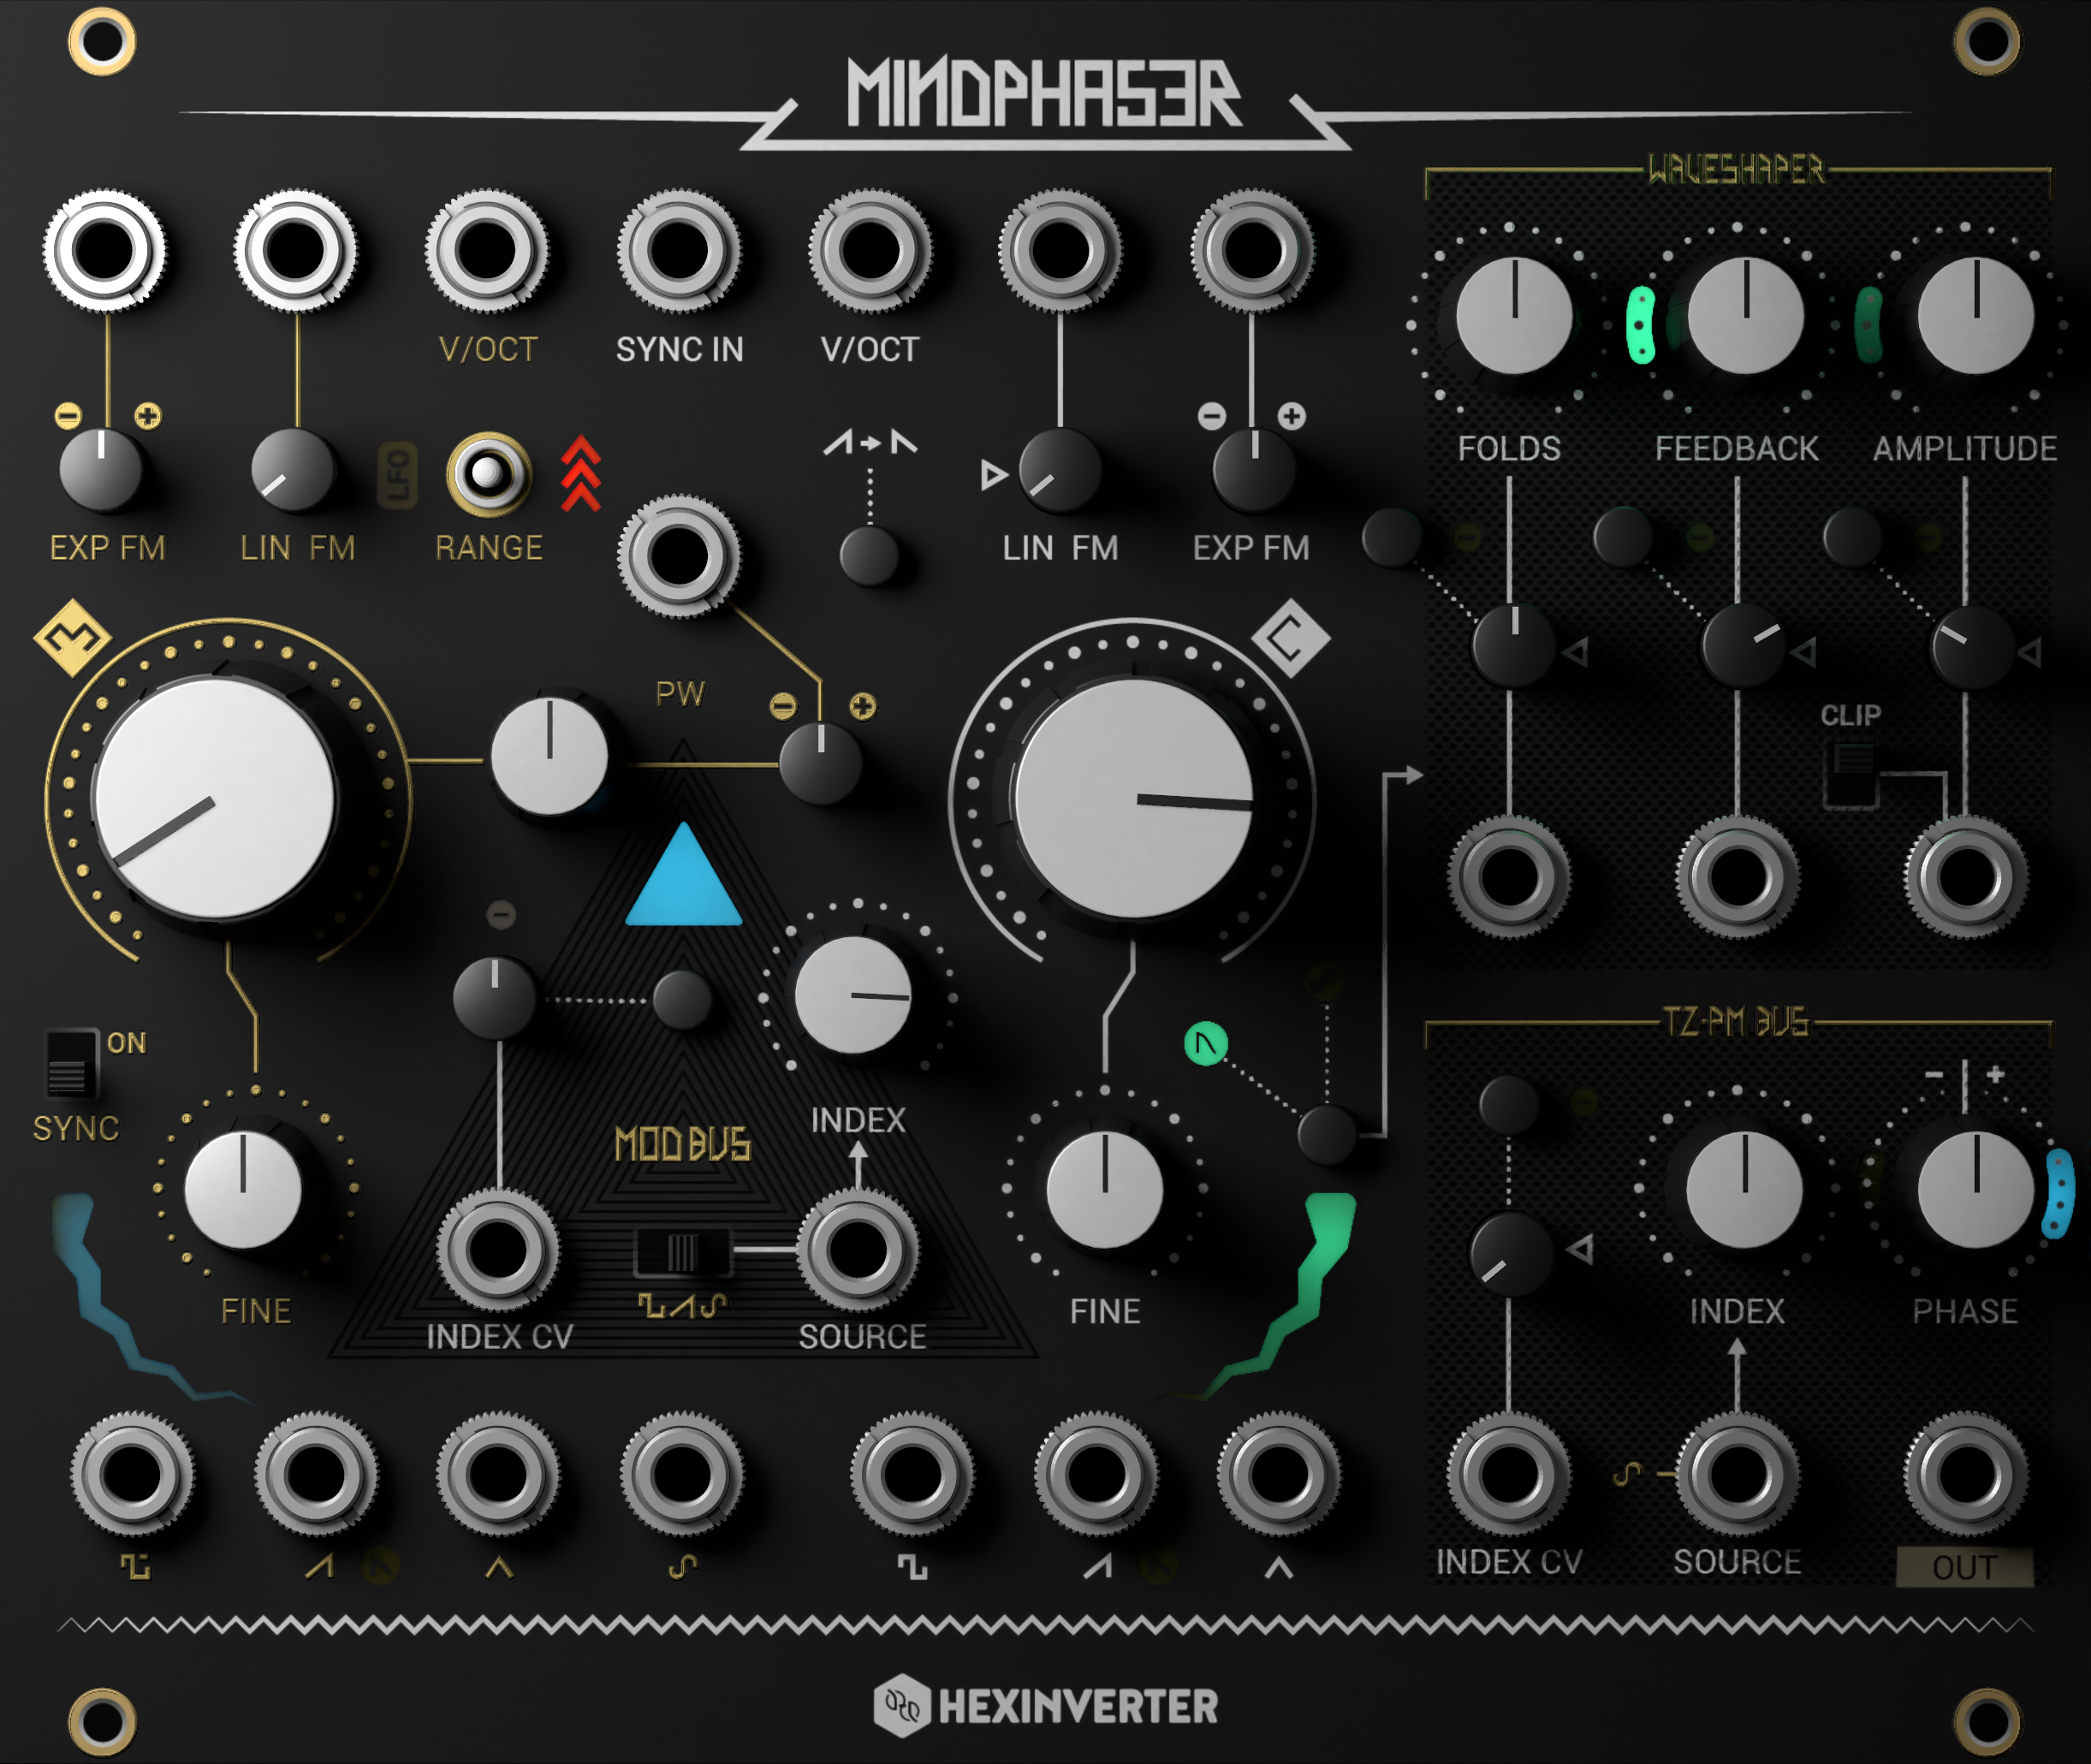 MINDPHASER
WAVESHAPER
V/OCT
SYNC IN
V/OCT
FOLDS
FEEDBACK
AMPLITUDE
LFO
EXP FM
LIN FM
RANGE
LIN FM
EXP FM
M
C
PW
CLIP
ON
SYNC
TZ-PM BUS
- +
INDEX
MOD BUS
FINE
INDEX CV
SOURCE
FINE
INDEX
PHASE
INDEX CV
SOURCE
OUT
HEXINVERTER